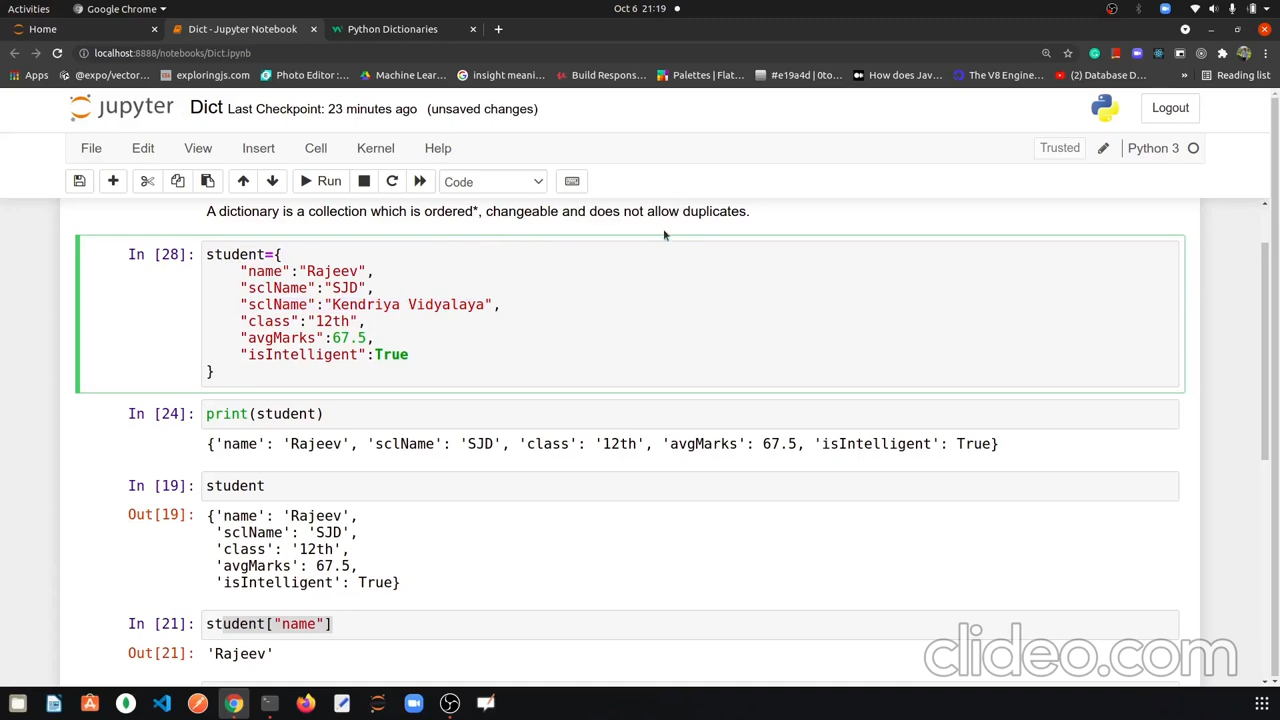 Activities
Google Chrome
Oct 6 21:19
Home
Dict - Jupyter Notebook
Python Dictionaries
localhost:8888/notebooks/Dict.ipynb
Apps
@expo/vector...
exploringjs.com
Photo Editor :...
Machine Lear...
insight meani...
Build Respons...
Palettes | Flat...
#e19a4d | 0to...
How does Jav...
The V8 Engine...
(2) Database D...
»
Reading list
jupyter
Dict Last Checkpoint: 23 minutes ago (unsaved changes)
Logout
File Edit View Insert Cell Kernel Help
Trusted
Python 3
Run
Code
A dictionary is a collection which is ordered*, changeable and does not allow duplicates.
In [28]: student={
"name":"Rajeev",
"sclName":"SJD",
"sclName":"Kendriya Vidyalaya",
"class":"12th",
"avgMarks":67.5,
"isIntelligent":True
}
In [24]: print(student)
{'name': 'Rajeev', 'sclName': 'SJD', 'class': '12th', 'avgMarks': 67.5, 'isIntelligent': True}
In [19]: student
Out[19]: {'name': 'Rajeev',
'sclName': 'SJD',
'class': '12th',
'avgMarks': 67.5,
'isIntelligent': True}
In [21]: student["name"]
Out[21]: 'Rajeev'
clideo.com